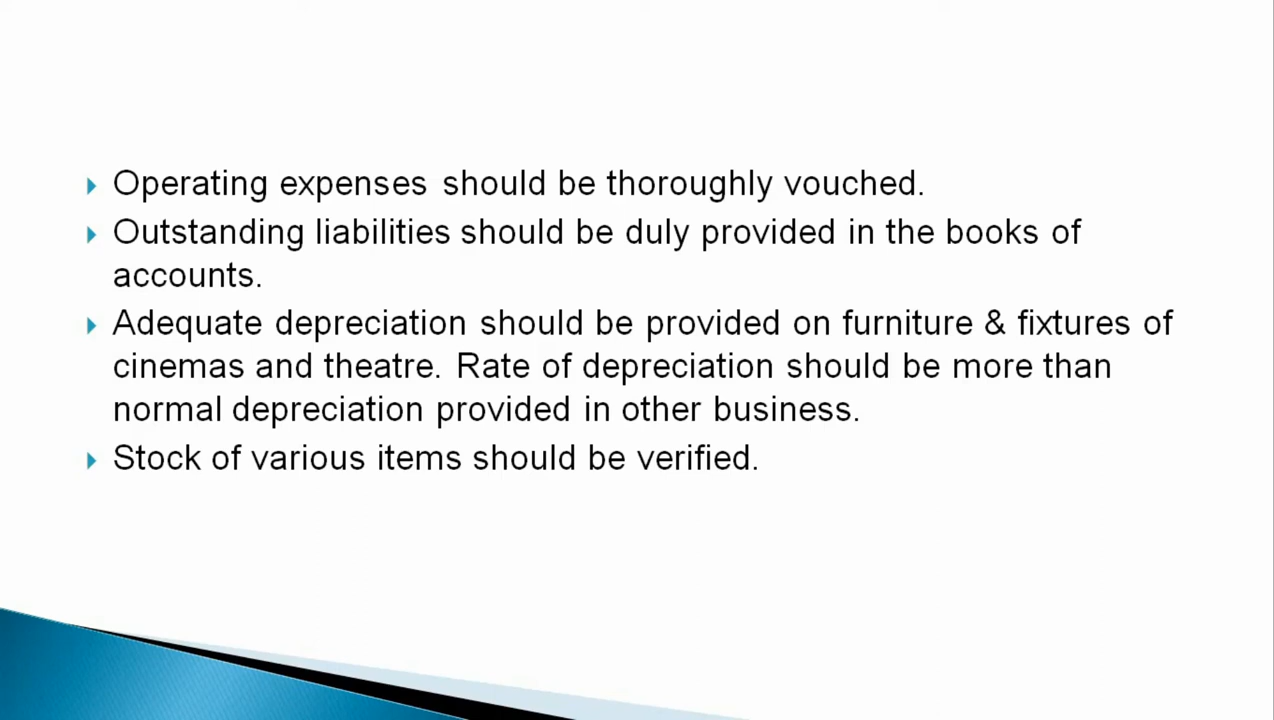 Operating expenses should be thoroughly vouched.
Outstanding liabilities should be duly provided in the books of
accounts.
Adequate depreciation should be provided on furniture & fixtures of
cinemas and theatre. Rate of depreciation should be more than
normal depreciation provided in other business.
Stock of various items should be verified.